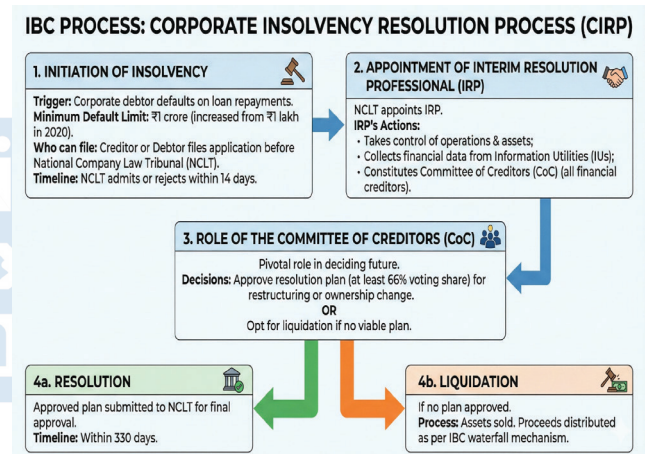 IBC PROCESS: CORPORATE INSOLVENCY RESOLUTION PROCESS (CIRP)
1. INITIATION OF INSOLVENCY
Trigger: Corporate debtor defaults on loan repayments.
Minimum Default Limit: ₹1 crore (increased from ₹1 lakh
in 2020).
Who can file: Creditor or Debtor files application before
National Company Law Tribunal (NCLT).
Timeline: NCLT admits or rejects within 14 days.
2. APPOINTMENT OF INTERIM RESOLUTION
PROFESSIONAL (IRP)
NCLT appoints IRP.
IRP's Actions:
• Takes control of operations & assets;
• Collects financial data from Information Utilities (IUs);
• Constitutes Committee of Creditors (CoC) (all financial
creditors).
3. ROLE OF THE COMMITTEE OF CREDITORS (CoC)
Pivotal role in deciding future.
Decisions: Approve resolution plan (at least 66% voting share) for
restructuring or ownership change.
OR
Opt for liquidation if no viable plan.
4a. RESOLUTION
Approved plan submitted to NCLT for final
approval.
Timeline: Within 330 days.
4b. LIQUIDATION
If no plan approved.
Process: Assets sold. Proceeds distributed
as per IBC waterfall mechanism.